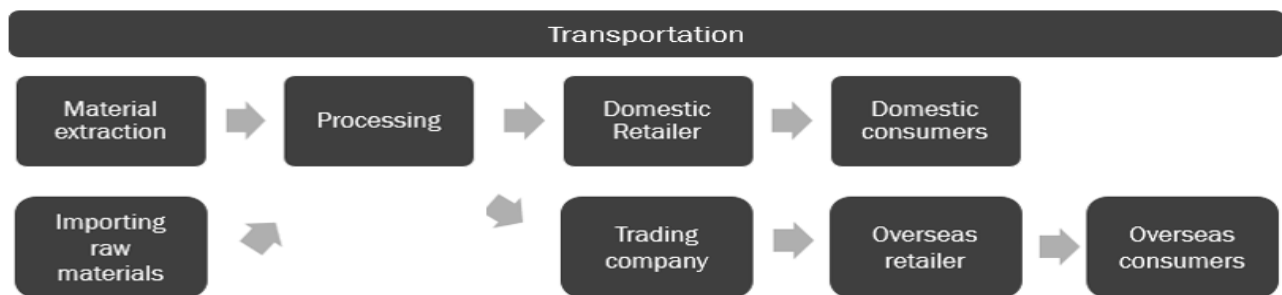 Transportation
Material
extraction
Processing
Domestic
Retailer
Domestic
consumers
Importing
raw
materials
Trading
company
Overseas
retailer
Overseas
consumers